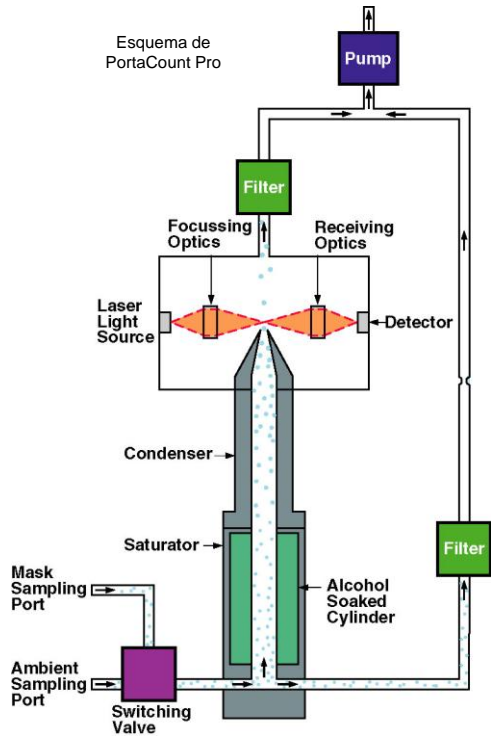 Esquema de
PortaCount Pro
Pump
Filter
Focussing
Optics
Receiving
Optics
Laser
Light
Source
Detector
Condenser
Saturator
Filter
Mask
Sampling
Port
Alcohol
Soaked
Cylinder
Ambient
Sampling
Port
Switching
Valve